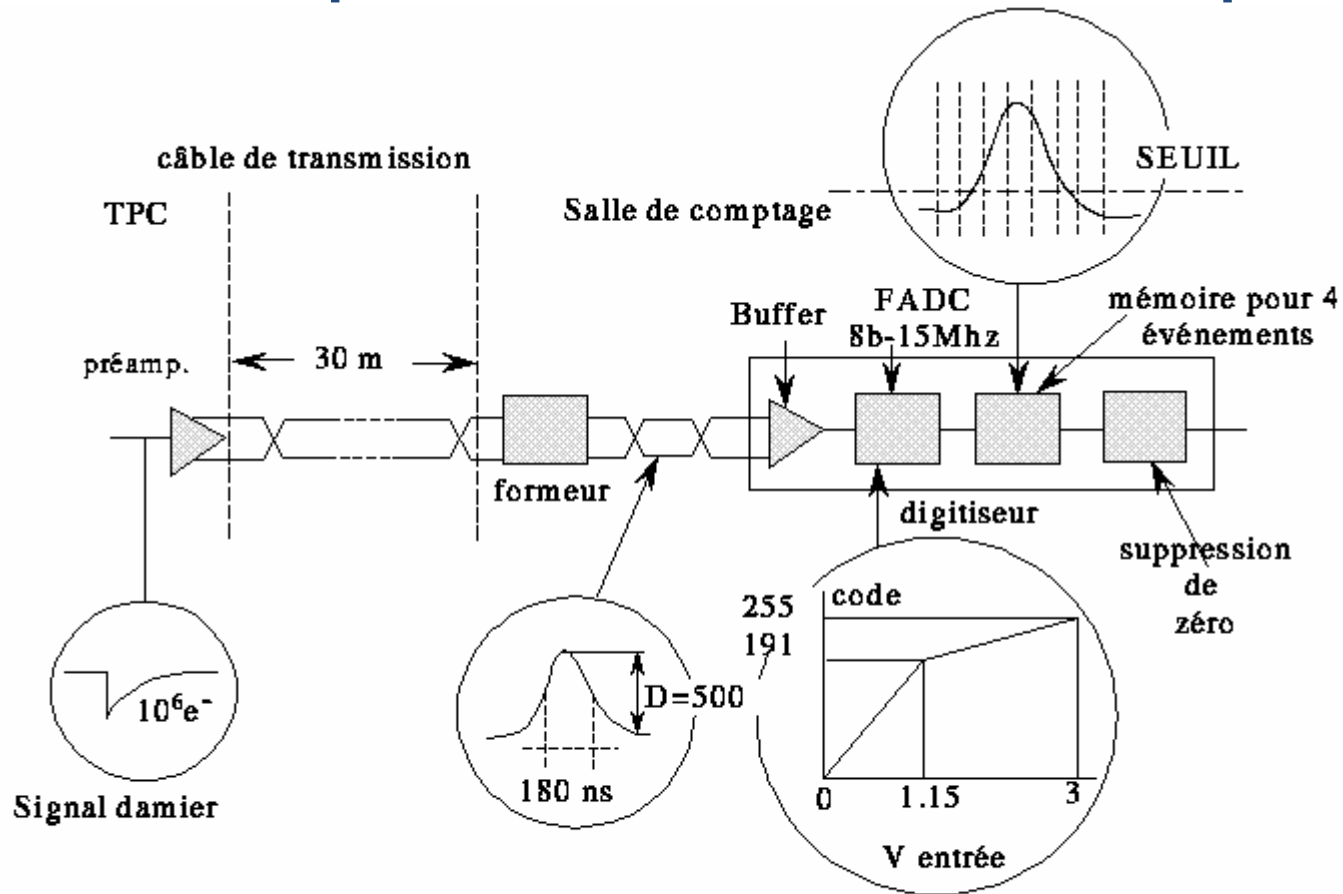 câble de transmission
TPC
SEUIL
Salle de comptage
Buffer
FADC
8b-15Mhz
mémoire pour 4
événements
préamp.
30 m
formeur
digitiseur
suppression
de
zéro
10⁶e⁻
Signal damier
D=500
180 ns
255
191
code
0
1.15
3
V entrée